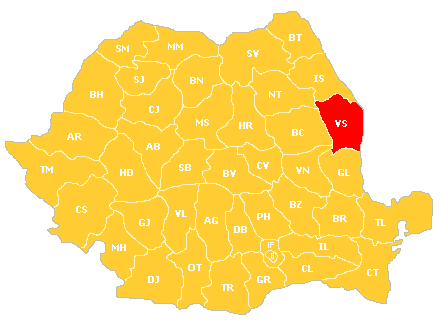 BT
SM
MM
SV
IS
SJ
BN
NT
BH
CJ
MS
HR
BC
VS
AR
AB
TM
HD
SB
BV
CV
VN
GL
CS
GJ
VL
AG
DB
PH
BZ
BR
TL
MH
IF
IL
B
DJ
OT
TR
GR
CL
CT